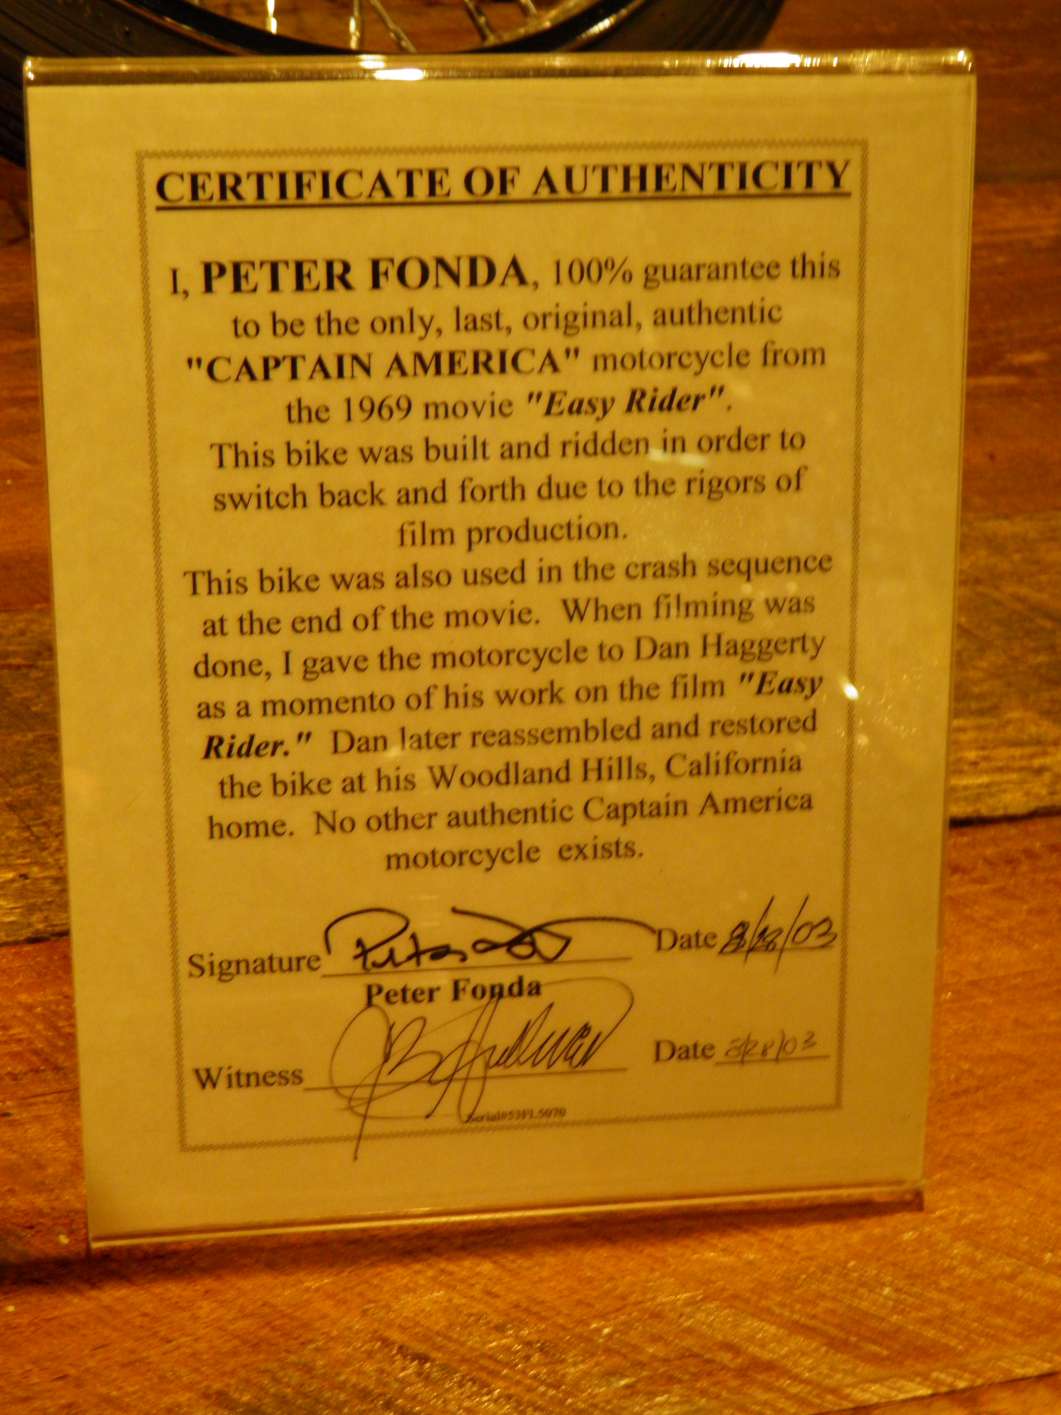 CERTIFICATE OF AUTHENTICITY
I, PETER FONDA, 100% guarantee this
to be the only, last, original, authentic
"CAPTAIN AMERICA" motorcycle from
the 1969 movie "Easy Rider".
This bike was built and ridden in order to
switch back and forth due to the rigors of
film production.
This bike was also used in the crash sequence
at the end of the movie. When filming was
done, I gave the motorcycle to Dan Haggerty
as a momento of his work on the film "Easy
Rider." Dan later reassembled and restored
the bike at his Woodland Hills, California
home. No other authentic Captain America
motorcycle exists.
Signature Peter Fonda Date 8/28/03
Peter Fonda
Witness Date 8/28/03